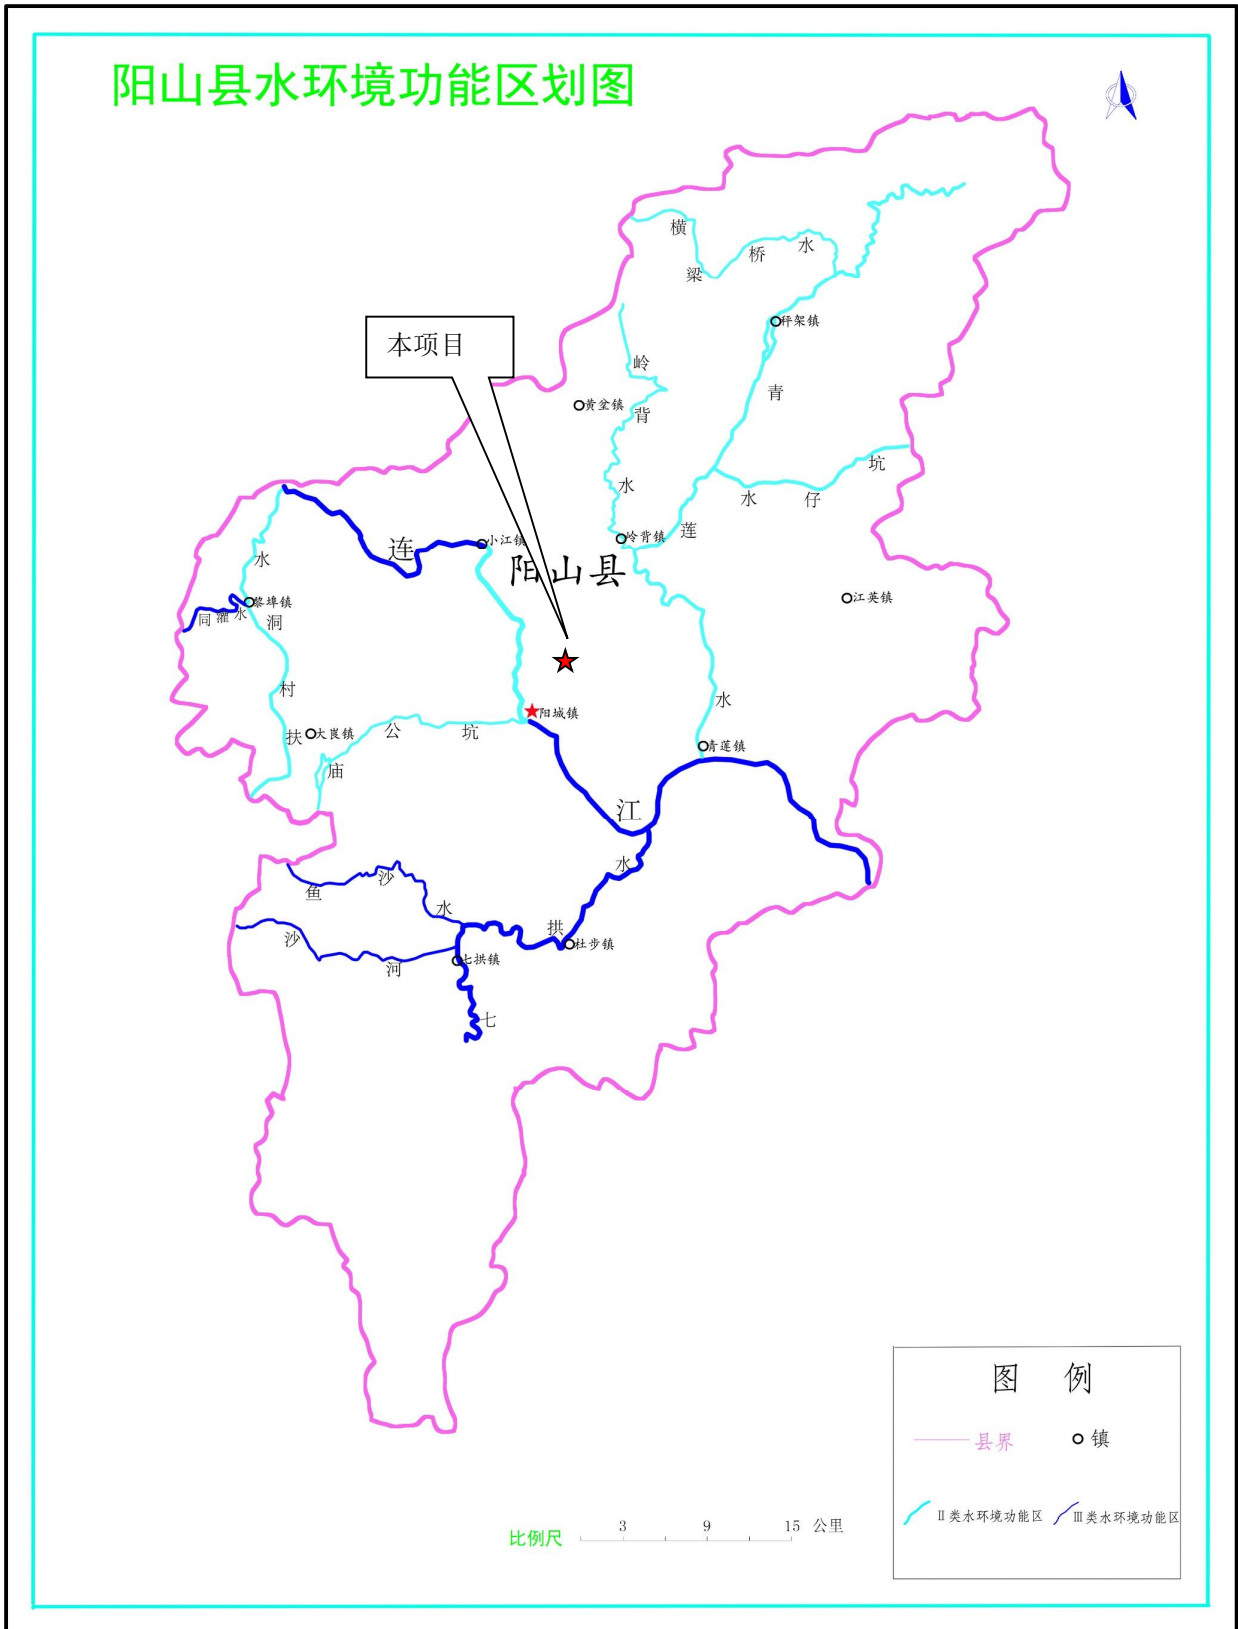 阳山县水环境功能区划图
横
梁
桥
水
秤架镇
本项目
岭
背
水
黄坌镇
青
坑
仔
水
莲
岭背镇
连
小江镇
阳山县
水
黎埠镇
同灌水
洞
村
扶
江英镇
水
阳城镇
大崀镇
公
坑
庙
青莲镇
江
水
鱼
沙
水
拱
杜步镇
沙
河
七拱镇
七
图 例
县界
镇
II类水环境功能区
III类水环境功能区
比例尺
3 9 15 公里